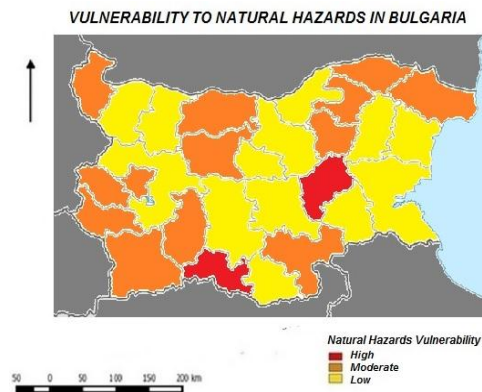 VULNERABILITY TO NATURAL HAZARDS IN BULGARIA
Natural Hazards Vulnerability
High
Moderate
Low
50 0 50 100 150 200 km